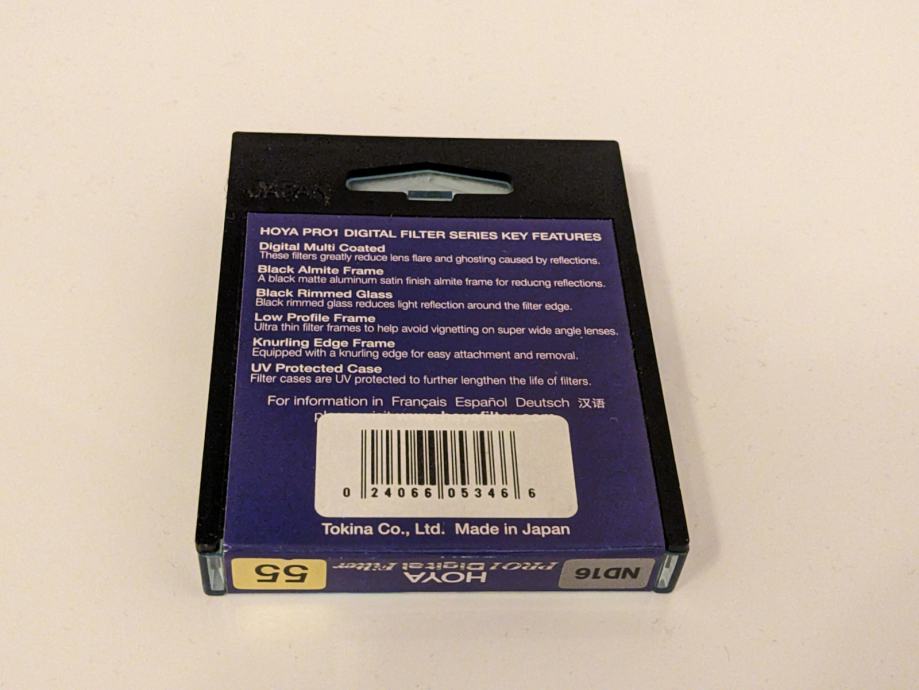 JAPAN
HOYA PRO1 DIGITAL FILTER SERIES KEY FEATURES
Digital Multi Coated
These filters greatly reduce lens flare and ghosting caused by reflections.
Black Almite Frame
A black matte aluminum satin finish almite frame for reducng reflections.
Black Rimmed Glass
Black rimmed glass reduces light reflection around the filter edge.
Low Profile Frame
Ultra thin filter frames to help avoid vignetting on super wide angle lenses.
Knurling Edge Frame
Equipped with a knurling edge for easy attachment and removal.
UV Protected Case
Filter cases are UV protected to further lengthen the life of filters.
For information in Français Español Deutsch 汉语
0 24066 05346 6
Tokina Co., Ltd. Made in Japan
55
HOYA
PRO1 Digital Filter
ND16